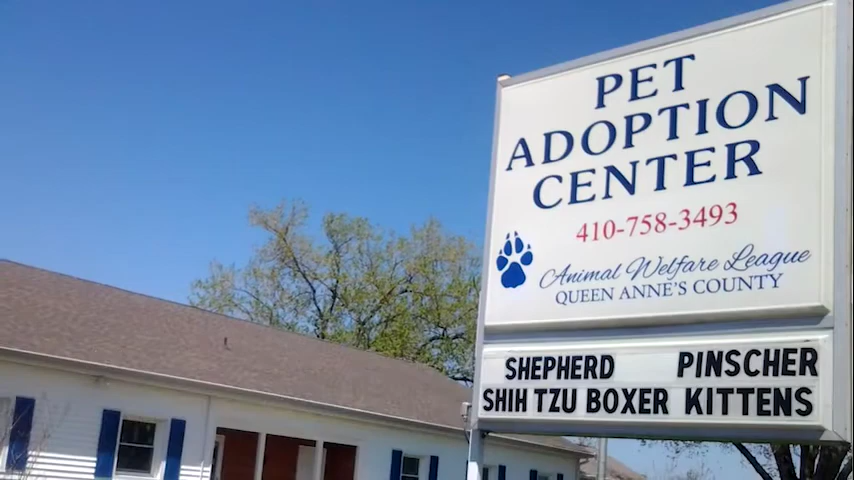 PET
ADOPTION
CENTER
410-758-3493
Animal Welfare League
QUEEN ANNE'S COUNTY
SHEPHERD PINSCHER
SHIH TZU BOXER KITTENS